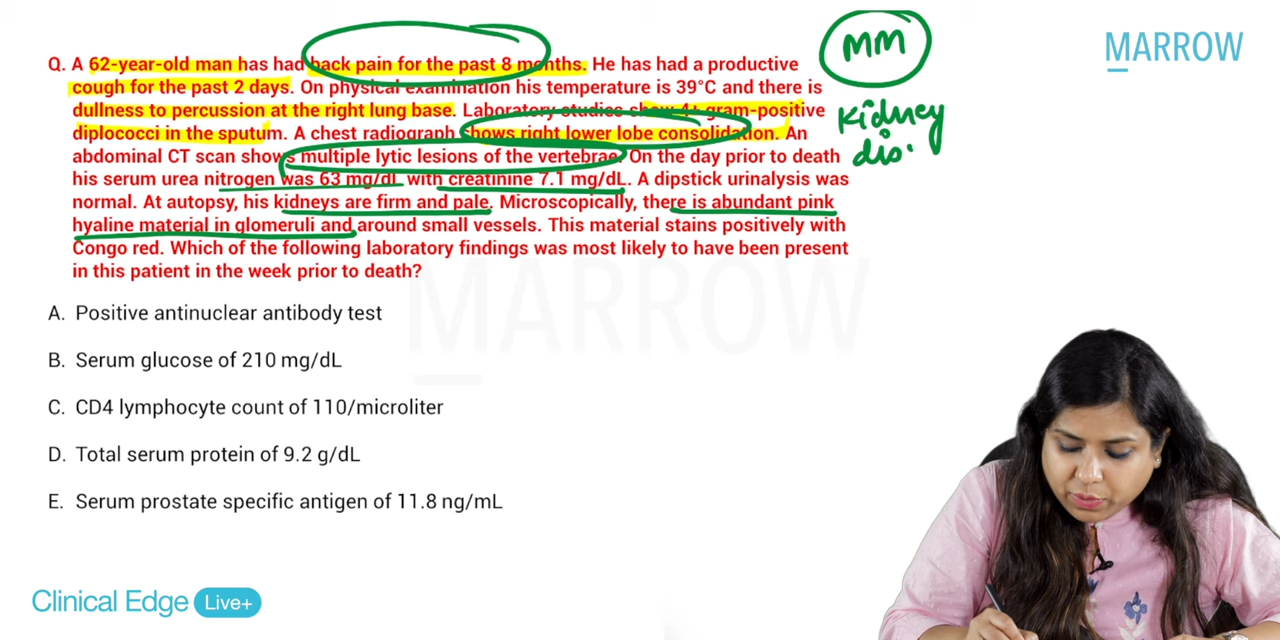 MARROW
MM
Kidney
dis.
Q. A 62-year-old man has had back pain for the past 8 months. He has had a productive
cough for the past 2 days. On physical examination his temperature is 39°C and there is
dullness to percussion at the right lung base. Laboratory studies show 4+ gram-positive
diplococci in the sputum. A chest radiograph shows right lower lobe consolidation. An
abdominal CT scan shows multiple lytic lesions of the vertebrae. On the day prior to death
his serum urea nitrogen was 63 mg/dL with creatinine 7.1 mg/dL. A dipstick urinalysis was
normal. At autopsy, his kidneys are firm and pale. Microscopically, there is abundant pink
hyaline material in glomeruli and around small vessels. This material stains positively with
Congo red. Which of the following laboratory findings was most likely to have been present
in this patient in the week prior to death?
MARROW
A. Positive antinuclear antibody test
B. Serum glucose of 210 mg/dL
C. CD4 lymphocyte count of 110/microliter
D. Total serum protein of 9.2 g/dL
E. Serum prostate specific antigen of 11.8 ng/mL
Clinical Edge Live+